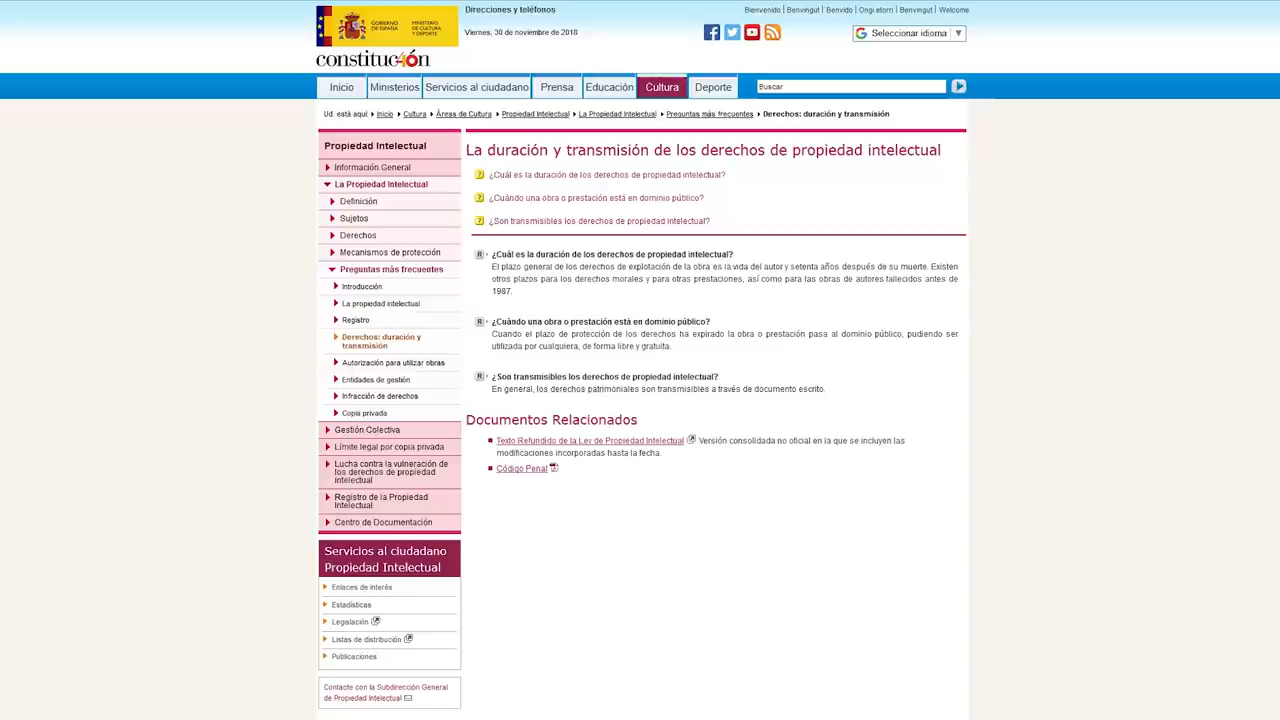 GOBIERNO DE ESPAÑA
MINISTERIO DE CULTURA Y DEPORTE
Direcciones y teléfonos
Viernes, 30 de noviembre de 2018
Bienvenido | Benvingut | Benvido | Ongi etorri | Benvingut | Welcome
Seleccionar idioma ▼
constitución
Inicio
Ministerios
Servicios al ciudadano
Prensa
Educación
Cultura
Deporte
Buscar
Ud. está aquí: Inicio Cultura Áreas de Cultura Propiedad Intelectual La Propiedad Intelectual Preguntas más frecuentes Derechos: duración y transmisión
Propiedad Intelectual
Información General
La Propiedad Intelectual
Definición
Sujetos
Derechos
Mecanismos de protección
Preguntas más frecuentes
Introducción
La propiedad intelectual
Registro
Derechos: duración y
transmisión
Autorización para utilizar obras
Entidades de gestión
Infracción de derechos
Copia privada
Gestión Colectiva
Límite legal por copia privada
Lucha contra la vulneración de
los derechos de propiedad
intelectual
Registro de la Propiedad
Intelectual
Centro de Documentación
Servicios al ciudadano
Propiedad Intelectual
Enlaces de interés
Estadísticas
Legislación
Listas de distribución
Publicaciones
Contacte con la Subdirección General
de Propiedad Intelectual
La duración y transmisión de los derechos de propiedad intelectual
? ¿Cuál es la duración de los derechos de propiedad intelectual?
? ¿Cuándo una obra o prestación está en dominio público?
? ¿Son transmisibles los derechos de propiedad intelectual?
R ¿Cuál es la duración de los derechos de propiedad intelectual?
El plazo general de los derechos de explotación de la obra es la vida del autor y setenta años después de su muerte. Existen
otros plazos para los derechos morales y para otras prestaciones, así como para las obras de autores fallecidos antes de
1987.
R ¿Cuándo una obra o prestación está en dominio público?
Cuando el plazo de protección de los derechos ha expirado la obra o prestación pasa al dominio público, pudiendo ser
utilizada por cualquiera, de forma libre y gratuita.
R ¿Son transmisibles los derechos de propiedad intelectual?
En general, los derechos patrimoniales son transmisibles a través de documento escrito.
Documentos Relacionados
Texto Refundido de la Ley de Propiedad Intelectual Versión consolidada no oficial en la que se incluyen las
modificaciones incorporadas hasta la fecha.
Código Penal